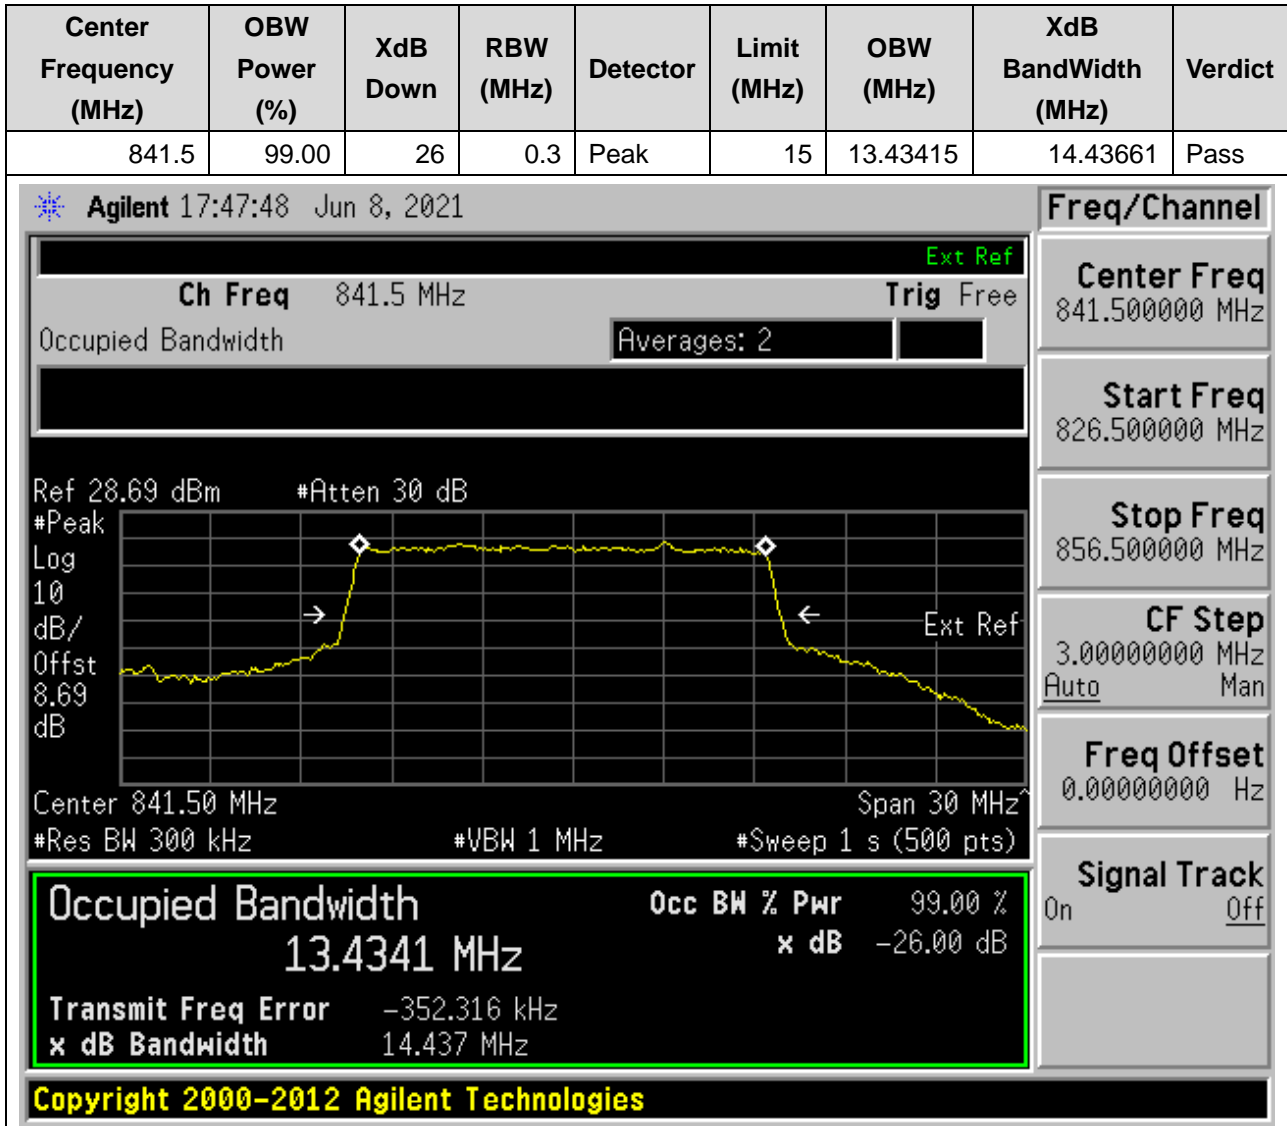 Center Frequency (MHz) OBW Power (%) XdB Down RBW (MHz) Detector Limit (MHz) OBW (MHz) XdB BandWidth (MHz) Verdict
841.5 99.00 26 0.3 Peak 15 13.43415 14.43661 Pass
Agilent 17:47:48 Jun 8, 2021
Ext Ref
Ch Freq 841.5 MHz Trig Free
Occupied Bandwidth Averages: 2
Ref 28.69 dBm #Atten 30 dB
#Peak
Log
10
dB/
Offst
8.69
dB
Ext Ref
Center 841.50 MHz Span 30 MHz^
#Res BW 300 kHz #VBW 1 MHz #Sweep 1 s (500 pts)
Occupied Bandwidth Occ BW % Pwr 99.00 %
13.4341 MHz x dB -26.00 dB
Transmit Freq Error -352.316 kHz
x dB Bandwidth 14.437 MHz
Copyright 2000-2012 Agilent Technologies
Freq/Channel
Center Freq
841.500000 MHz
Start Freq
826.500000 MHz
Stop Freq
856.500000 MHz
CF Step
3.00000000 MHz
Auto Man
Freq Offset
0.00000000 Hz
Signal Track
On Off